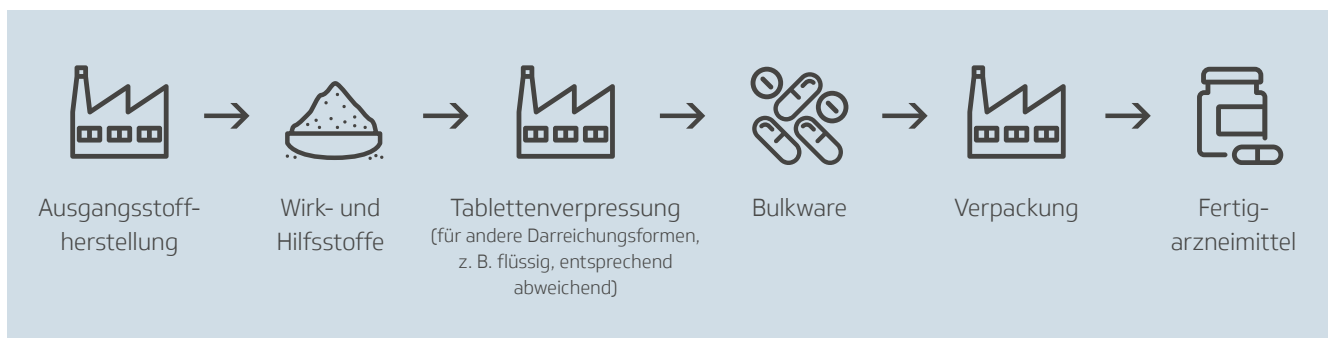 Ausgangsstoff-
herstellung
Wirk- und
Hilfsstoffe
Tablettenverpressung
(für andere Darreichungsformen,
z. B. flüssig, entsprechend
abweichend)
Bulkware
Verpackung
Fertig-
arzneimittel